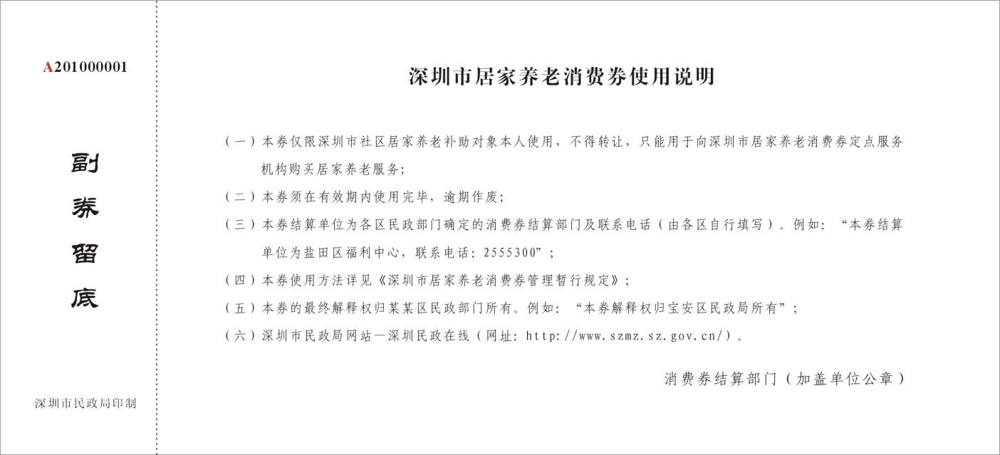 A201000001
副
券
留
底
深圳市民政局印制
深圳市居家养老消费券使用说明
（一）本券仅限深圳市社区居家养老补助对象本人使用，不得转让，只能用于向深圳市居家养老消费券定点服务
机构购买居家养老服务；
（二）本券须在有效期内使用完毕，逾期作废；
（三）本券结算单位为各区民政部门确定的消费券结算部门及联系电话（由各区自行填写）。例如：“本券结算
单位为盐田区福利中心，联系电话：2555300”；
（四）本券使用方法详见《深圳市居家养老消费券管理暂行规定》；
（五）本券的最终解释权归某某区民政部门所有。例如：“本券解释权归宝安区民政局所有”；
（六）深圳市民政局网站—深圳民政在线（网址：http://www.szmz.sz.gov.cn/）。
消费券结算部门（加盖单位公章）